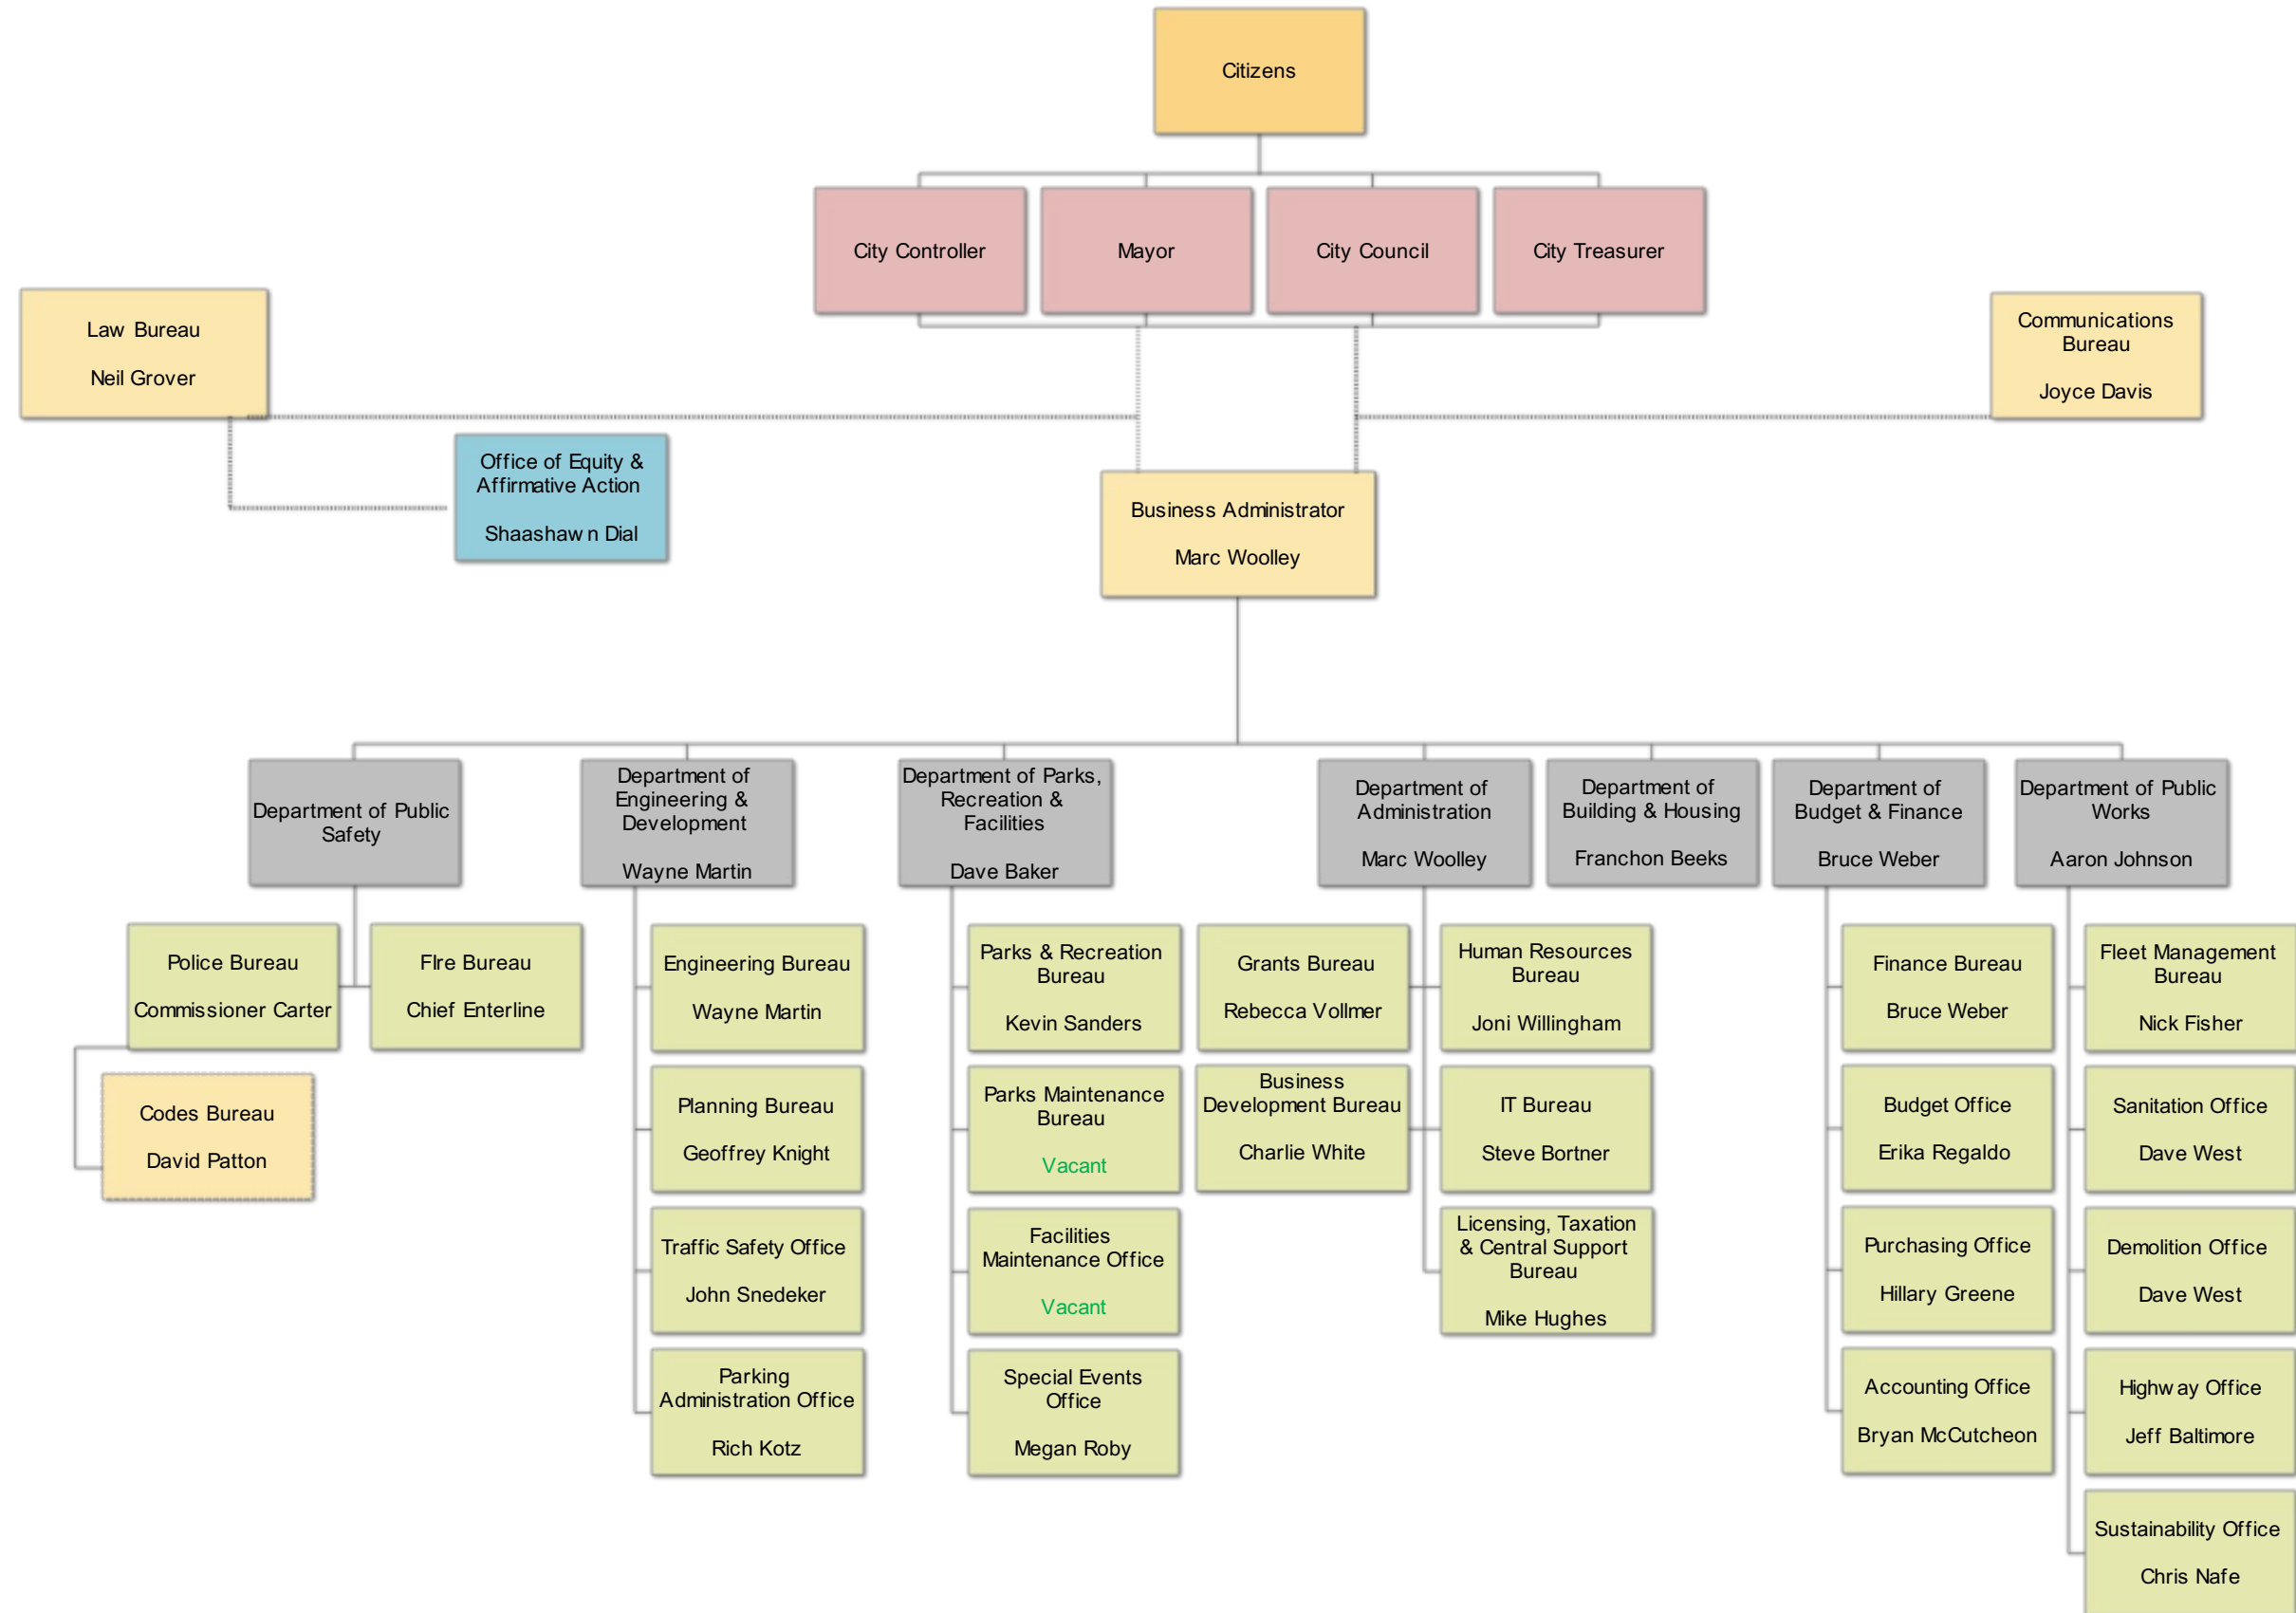 Citizens
City Controller
Mayor
City Council
City Treasurer
Law Bureau
Neil Grover
Communications
Bureau
Joyce Davis
Office of Equity &
Affirmative Action
Shaashawn Dial
Business Administrator
Marc Woolley
Department of Public
Safety
Department of
Engineering &
Development
Wayne Martin
Department of Parks,
Recreation &
Facilities
Dave Baker
Department of
Administration
Marc Woolley
Department of
Building & Housing
Franchon Beeks
Department of
Budget & Finance
Bruce Weber
Department of Public
Works
Aaron Johnson
Police Bureau
Commissioner Carter
FIre Bureau
Chief Enterline
Codes Bureau
David Patton
Engineering Bureau
Wayne Martin
Planning Bureau
Geoffrey Knight
Traffic Safety Office
John Snedeker
Parking
Administration Office
Rich Kotz
Parks & Recreation
Bureau
Kevin Sanders
Parks Maintenance
Bureau
Vacant
Facilities
Maintenance Office
Vacant
Special Events
Office
Megan Roby
Grants Bureau
Rebecca Vollmer
Business
Development Bureau
Charlie White
Human Resources
Bureau
Joni Willingham
IT Bureau
Steve Bortner
Licensing, Taxation
& Central Support
Bureau
Mike Hughes
Finance Bureau
Bruce Weber
Budget Office
Erika Regaldo
Purchasing Office
Hillary Greene
Accounting Office
Bryan McCutcheon
Fleet Management
Bureau
Nick Fisher
Sanitation Office
Dave West
Demolition Office
Dave West
Highway Office
Jeff Baltimore
Sustainability Office
Chris Nafe